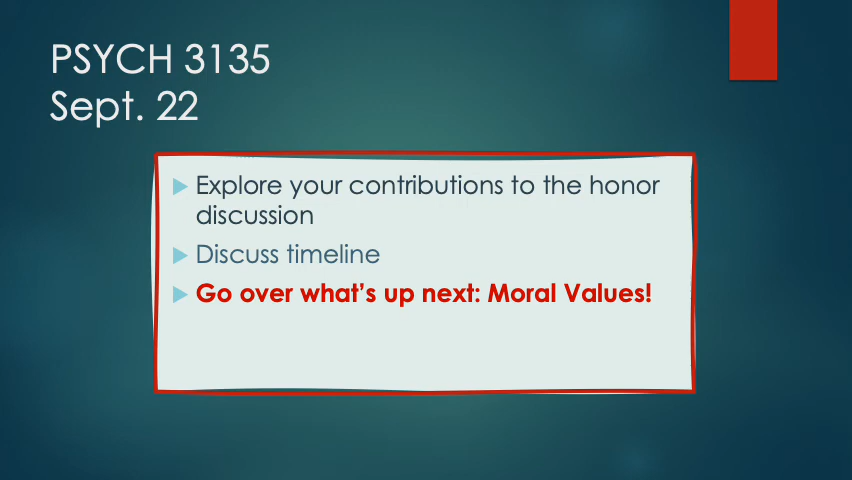 PSYCH 3135
Sept. 22
Explore your contributions to the honor
discussion
Discuss timeline
Go over what’s up next: Moral Values!